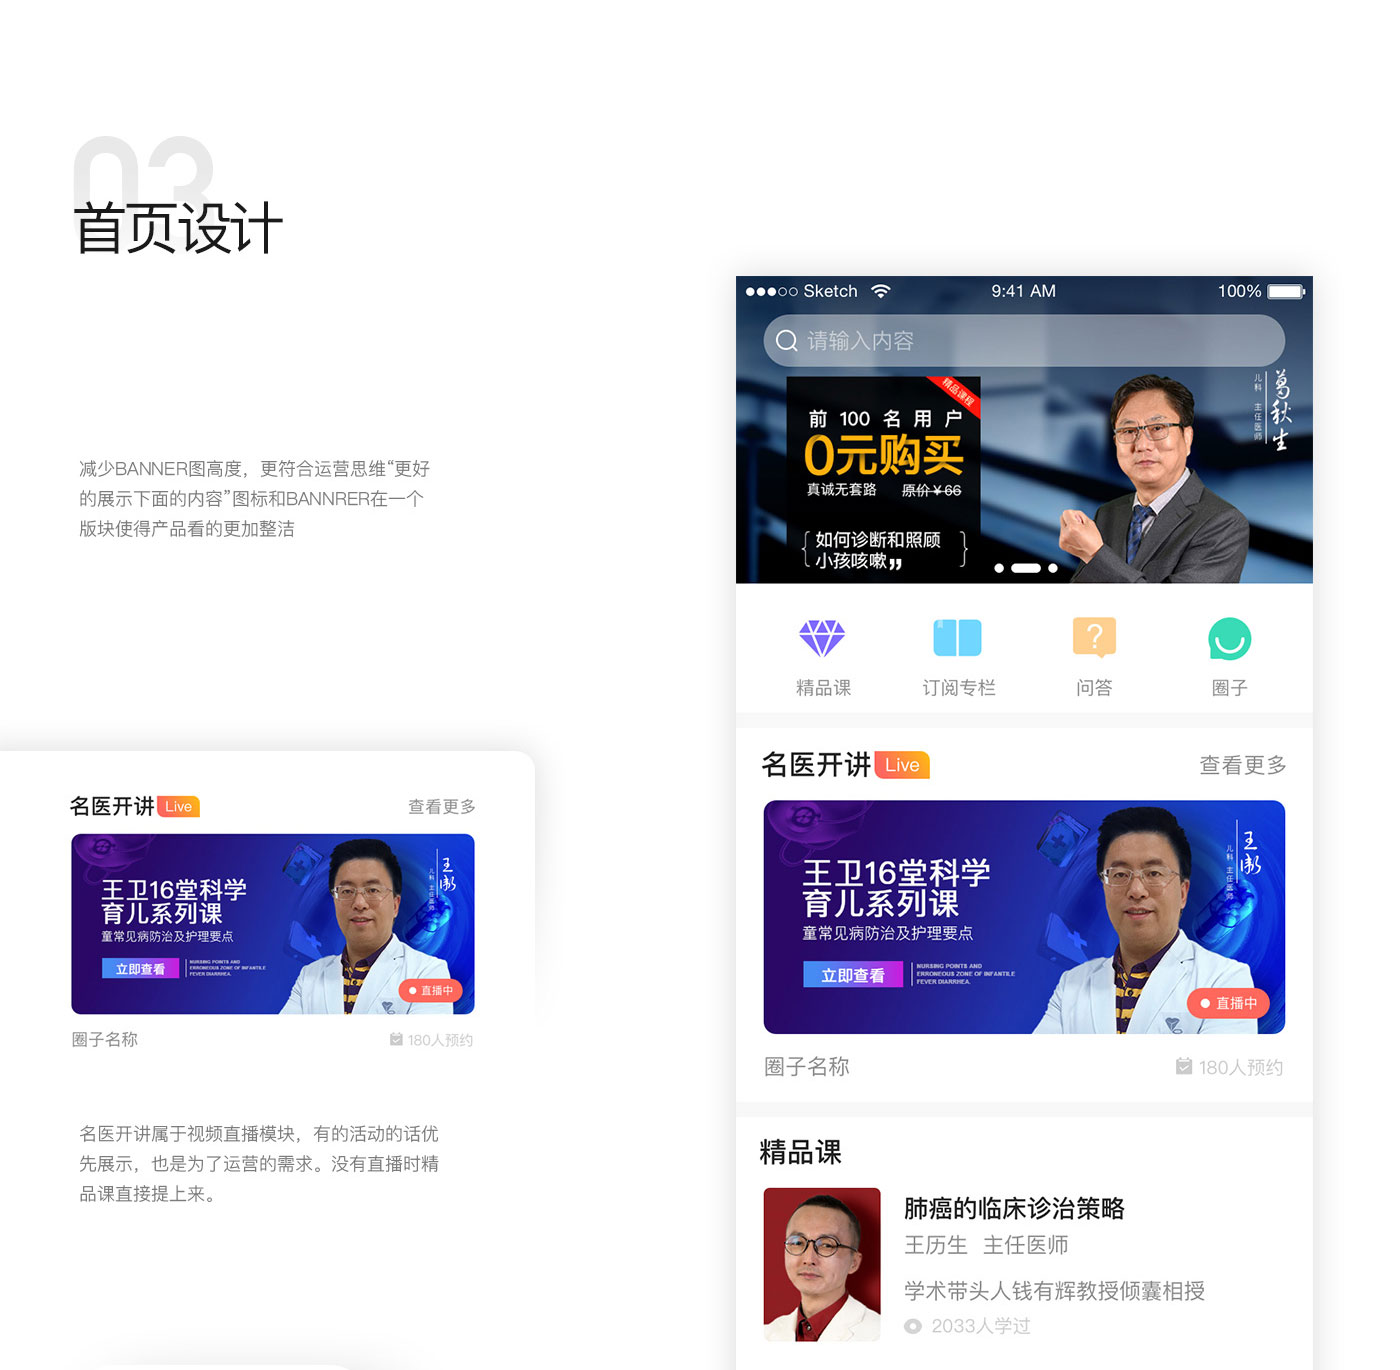 03
首页设计
减少BANNER图高度，更符合运营思维“更好
的展示下面的内容”图标和BANNRER在一个
版块使得产品看的更加整洁
名医开讲 Live 查看更多
王卫16堂科学
育儿系列课
童常见病防治及护理要点
立即查看
NURSING POINTS AND
ERRONEOUS ZONE OF INFANTILE
FEVER DIARRHEA.
儿科 主任医师
直播中
圈子名称 180人预约
名医开讲属于视频直播模块，有的活动的话优
先展示，也是为了运营的需求。没有直播时精
品课直接提上来。
Sketch 9:41 AM 100%
请输入内容
精品课程
前100名用户
0元购买
真诚无套路 原价￥66
如何诊断和照顾
小孩咳嗽
葛秋生
儿科 主任医师
精品课 订阅专栏 问答 圈子
名医开讲 Live 查看更多
王卫16堂科学
育儿系列课
童常见病防治及护理要点
立即查看
NURSING POINTS AND
ERRONEOUS ZONE OF INFANTILE
FEVER DIARRHEA.
儿科 主任医师
直播中
圈子名称 180人预约
精品课
肺癌的临床诊治策略
王历生 主任医师
学术带头人钱有辉教授倾囊相授
2033人学过